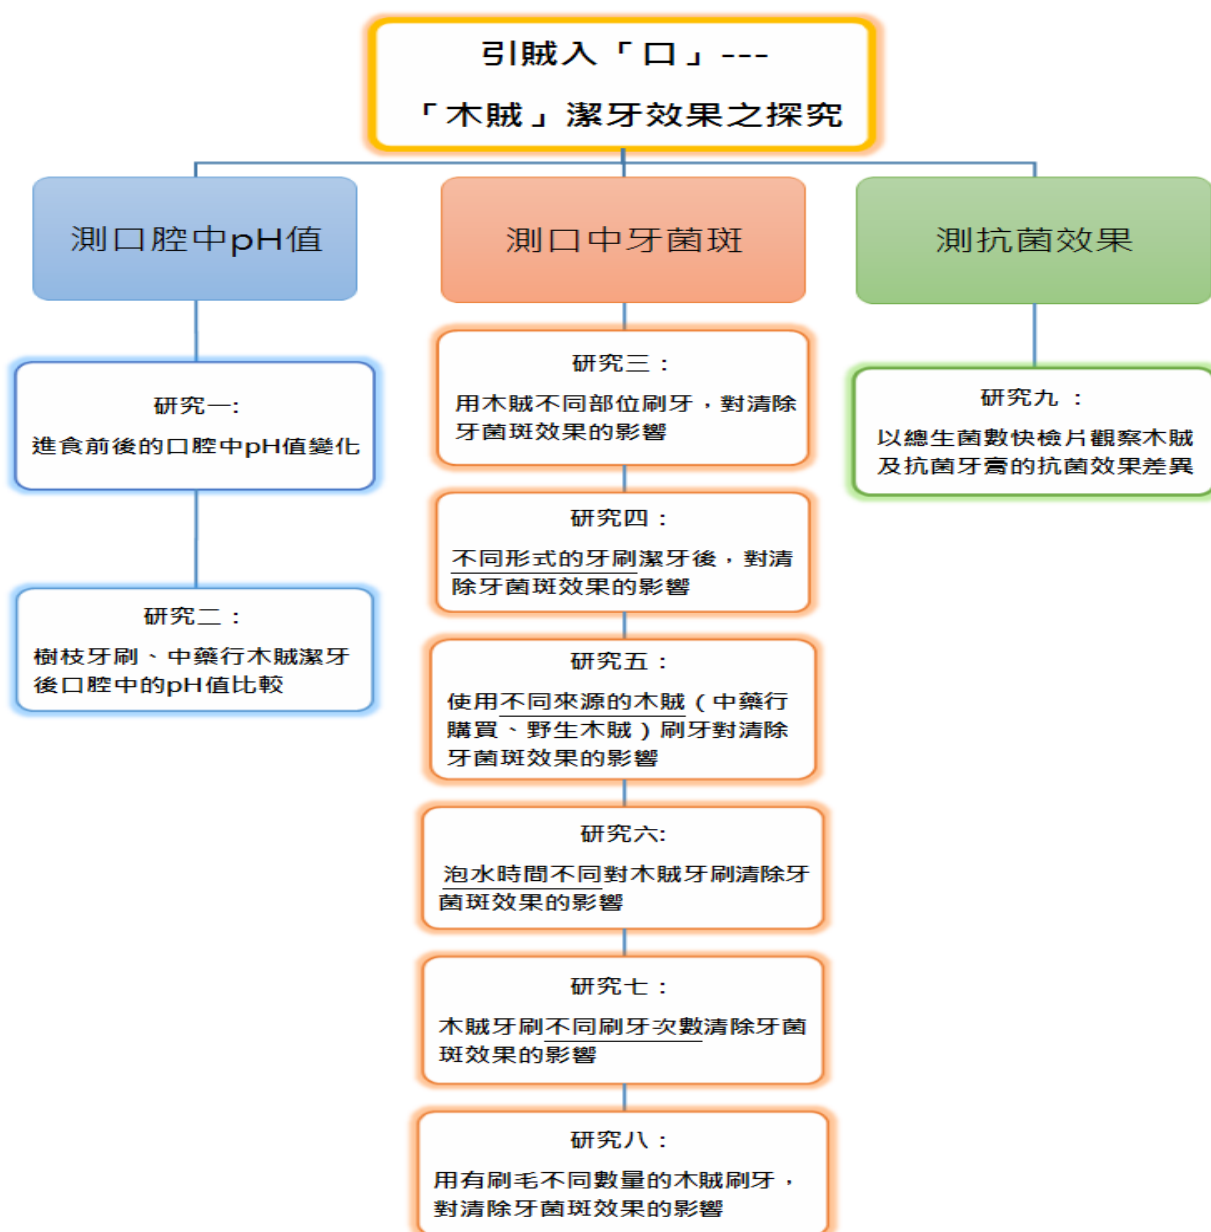 引賊入「口」---
「木賊」潔牙效果之探究
測口腔中pH值
研究一:
進食前後的口腔中pH值變化
研究二：
樹枝牙刷、中藥行木賊潔牙
後口腔中的pH值比較
測口中牙菌斑
研究三：
用木賊不同部位刷牙，對清除
牙菌斑效果的影響
研究四：
不同形式的牙刷潔牙後，對清
除牙菌斑效果的影響
研究五：
使用不同來源的木賊（中藥行
購買、野生木賊）刷牙對清除
牙菌斑效果的影響
研究六:
泡水時間不同對木賊牙刷清除牙
菌斑效果的影響
研究七：
木賊牙刷不同刷牙次數清除牙菌
斑效果的影響
研究八：
用有刷毛不同數量的木賊刷牙，
對清除牙菌斑效果的影響
測抗菌效果
研究九：
以總生菌數快檢片觀察木賊
及抗菌牙膏的抗菌效果差異